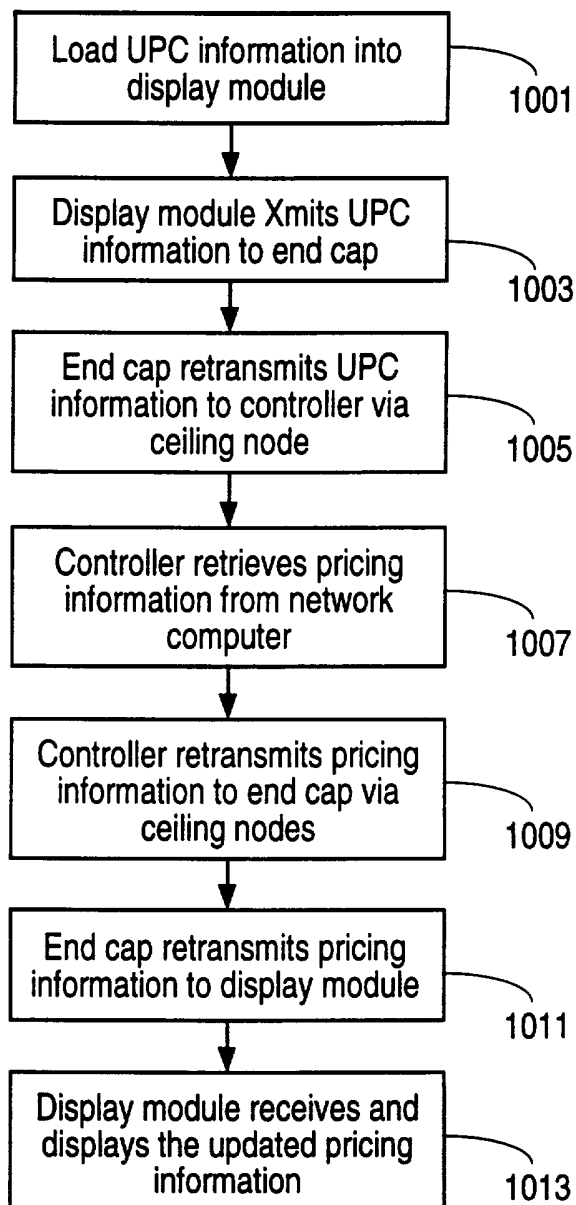 Load UPC information into
display module
1001
Display module Xmits UPC
information to end cap
1003
End cap retransmits UPC
information to controller via
ceiling node
1005
Controller retrieves pricing
information from network
computer
1007
Controller retransmits pricing
information to end cap via
ceiling nodes
1009
End cap retransmits pricing
information to display module
1011
Display module receives and
displays the updated pricing
information
1013